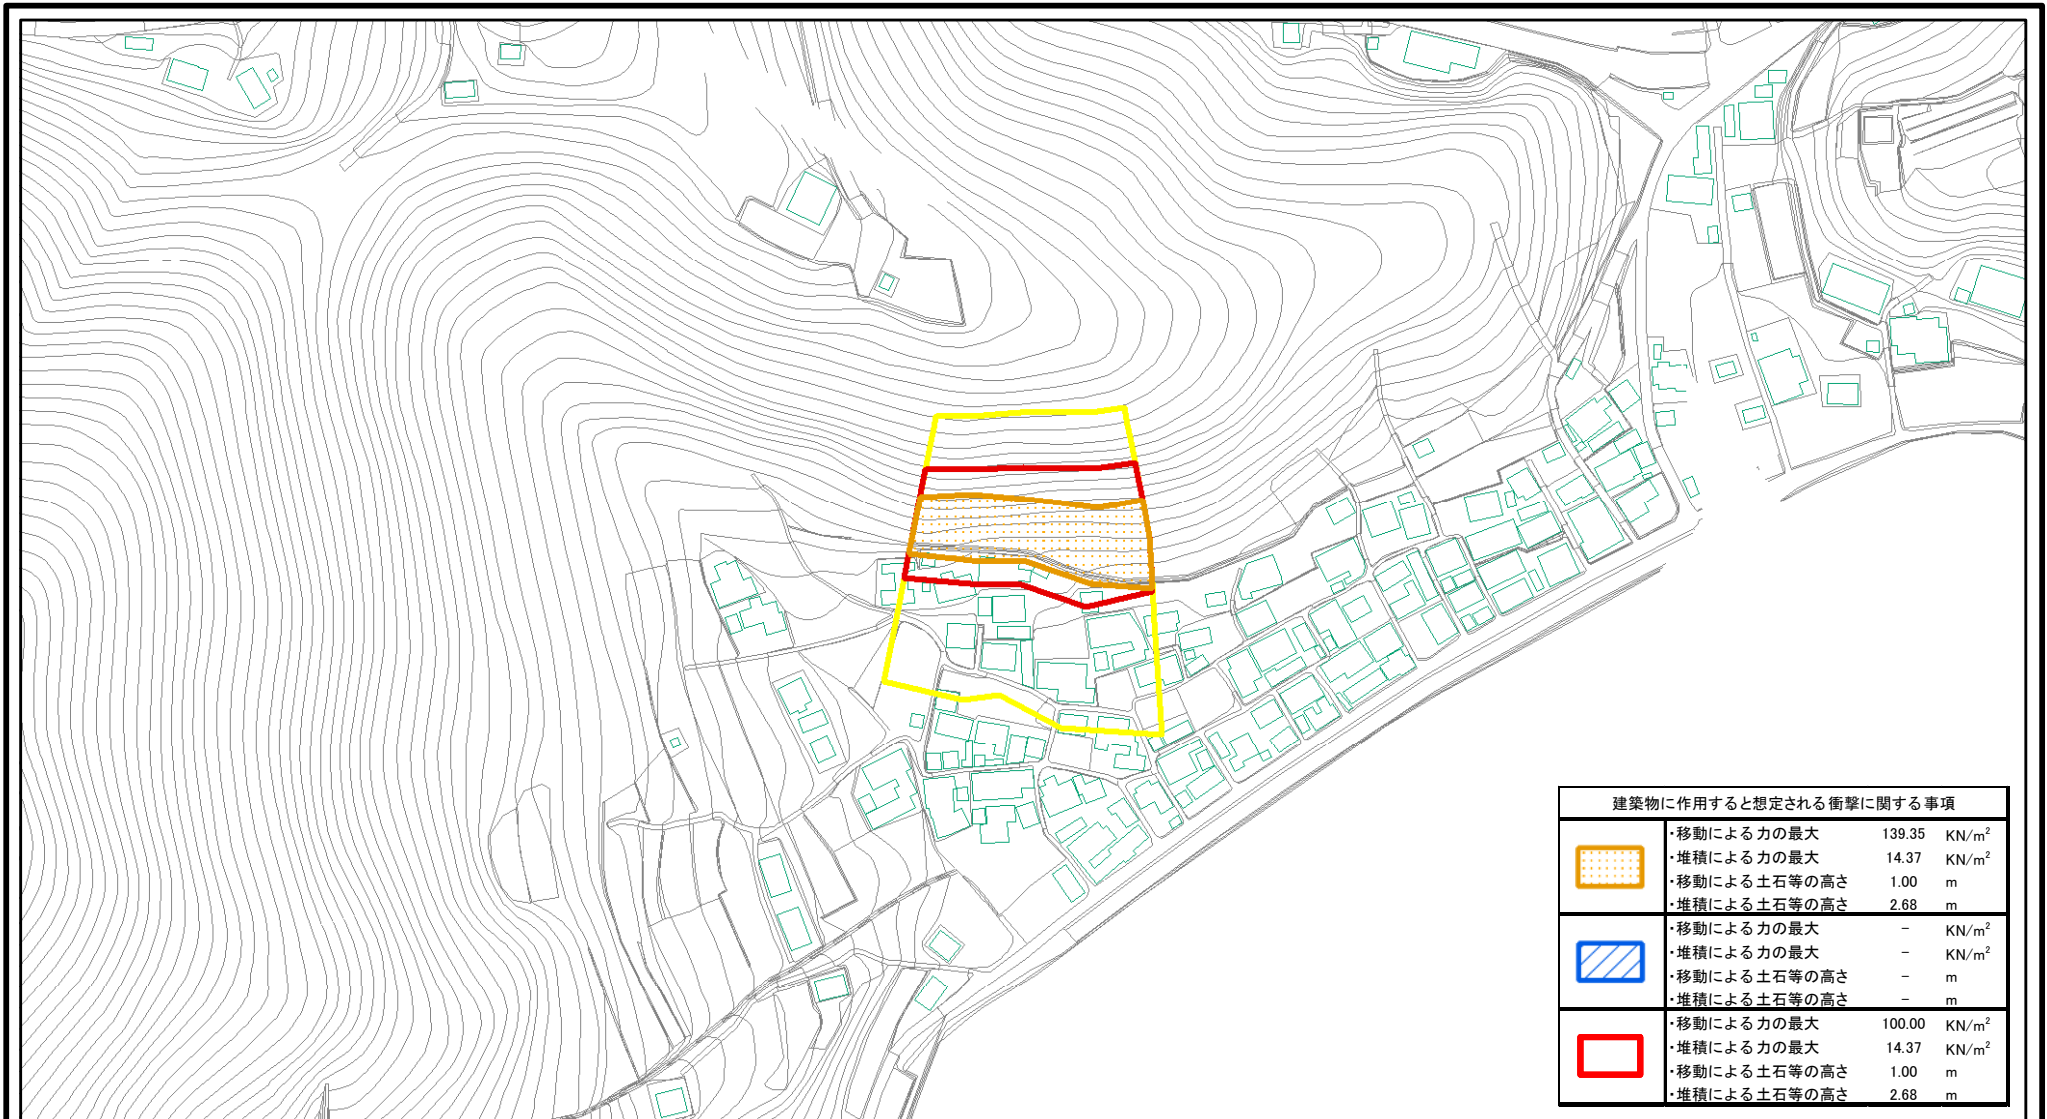 建築物に作用すると想定される衝撃に関する事項
・移動による力の最大 139.35 KN/m²
・堆積による力の最大 14.37 KN/m²
・移動による土石等の高さ 1.00 m
・堆積による土石等の高さ 2.68 m
・移動による力の最大 － KN/m²
・堆積による力の最大 － KN/m²
・移動による土石等の高さ － m
・堆積による土石等の高さ － m
・移動による力の最大 100.00 KN/m²
・堆積による力の最大 14.37 KN/m²
・移動による土石等の高さ 1.00 m
・堆積による土石等の高さ 2.68 m